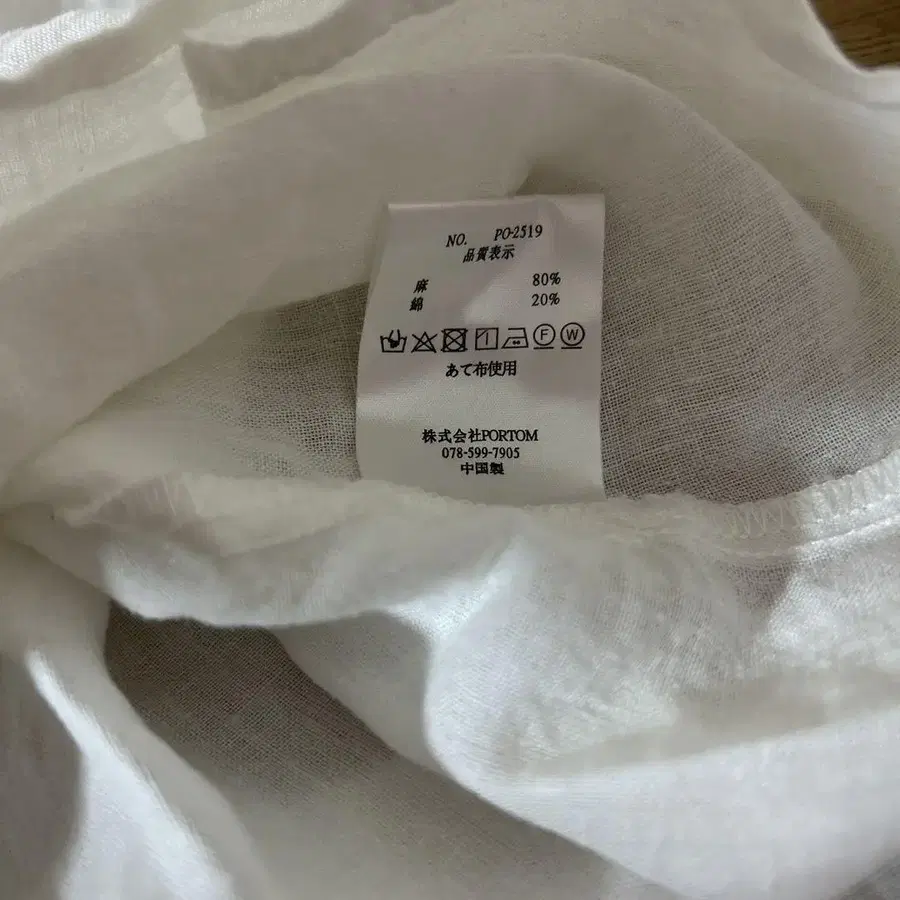 NO. PO-2519
品質表示
麻 80%
綿 20%
F W
あて布使用
株式会社PORTOM
078-599-7905
中国製